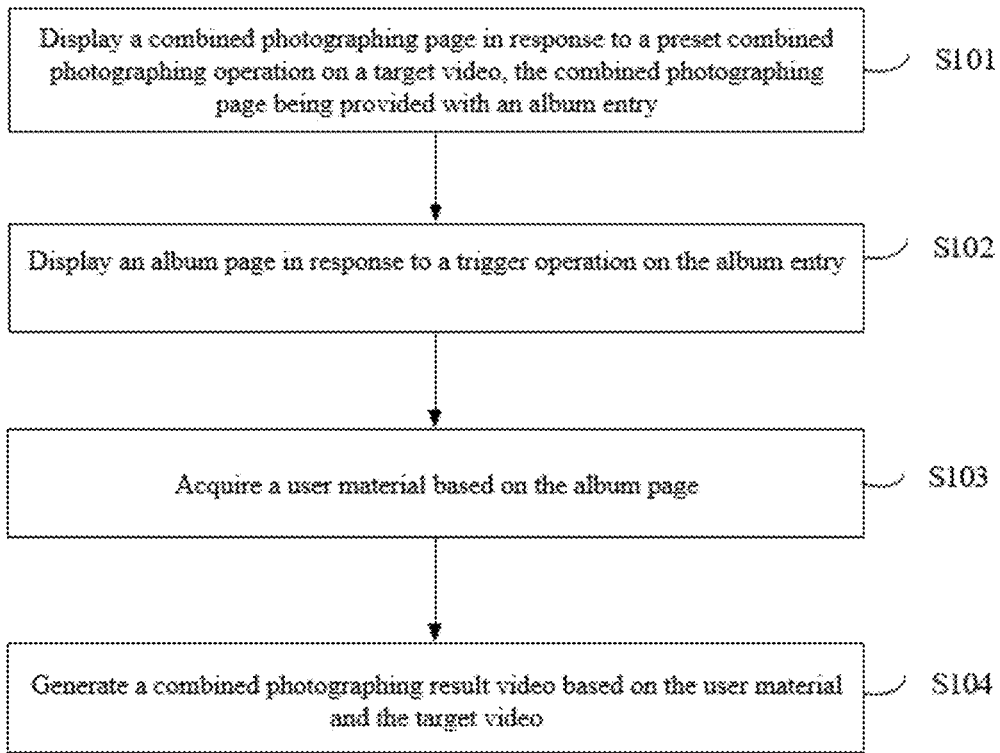 Display a combined photographing page in response to a preset combined
photographing operation on a target video, the combined photographing
page being provided with an album entry
S101
Display an album page in response to a trigger operation on the album entry
S102
Acquire a user material based on the album page
S103
Generate a combined photographing result video based on the user material
and the target video
S104